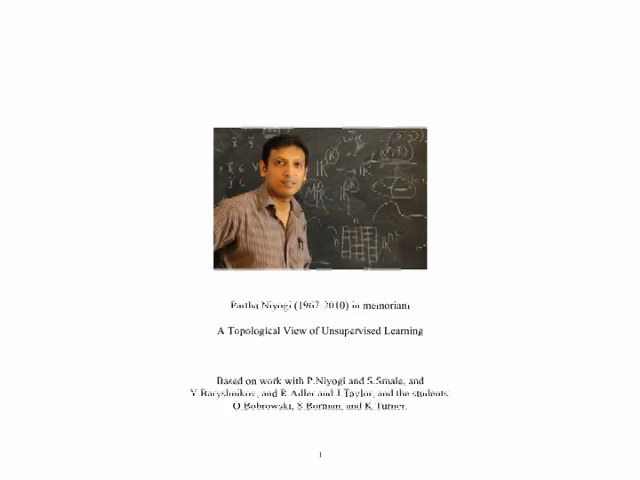 Partha Niyogi (1967-2010) in memoriam
A Topological View of Unsupervised Learning
Based on work with P.Niyogi and S.Smale, and
Y.Baryshnikov, and R.Adler and J.Taylor, and the students
O.Bobrowski, S.Borman, and K.Turner.
1